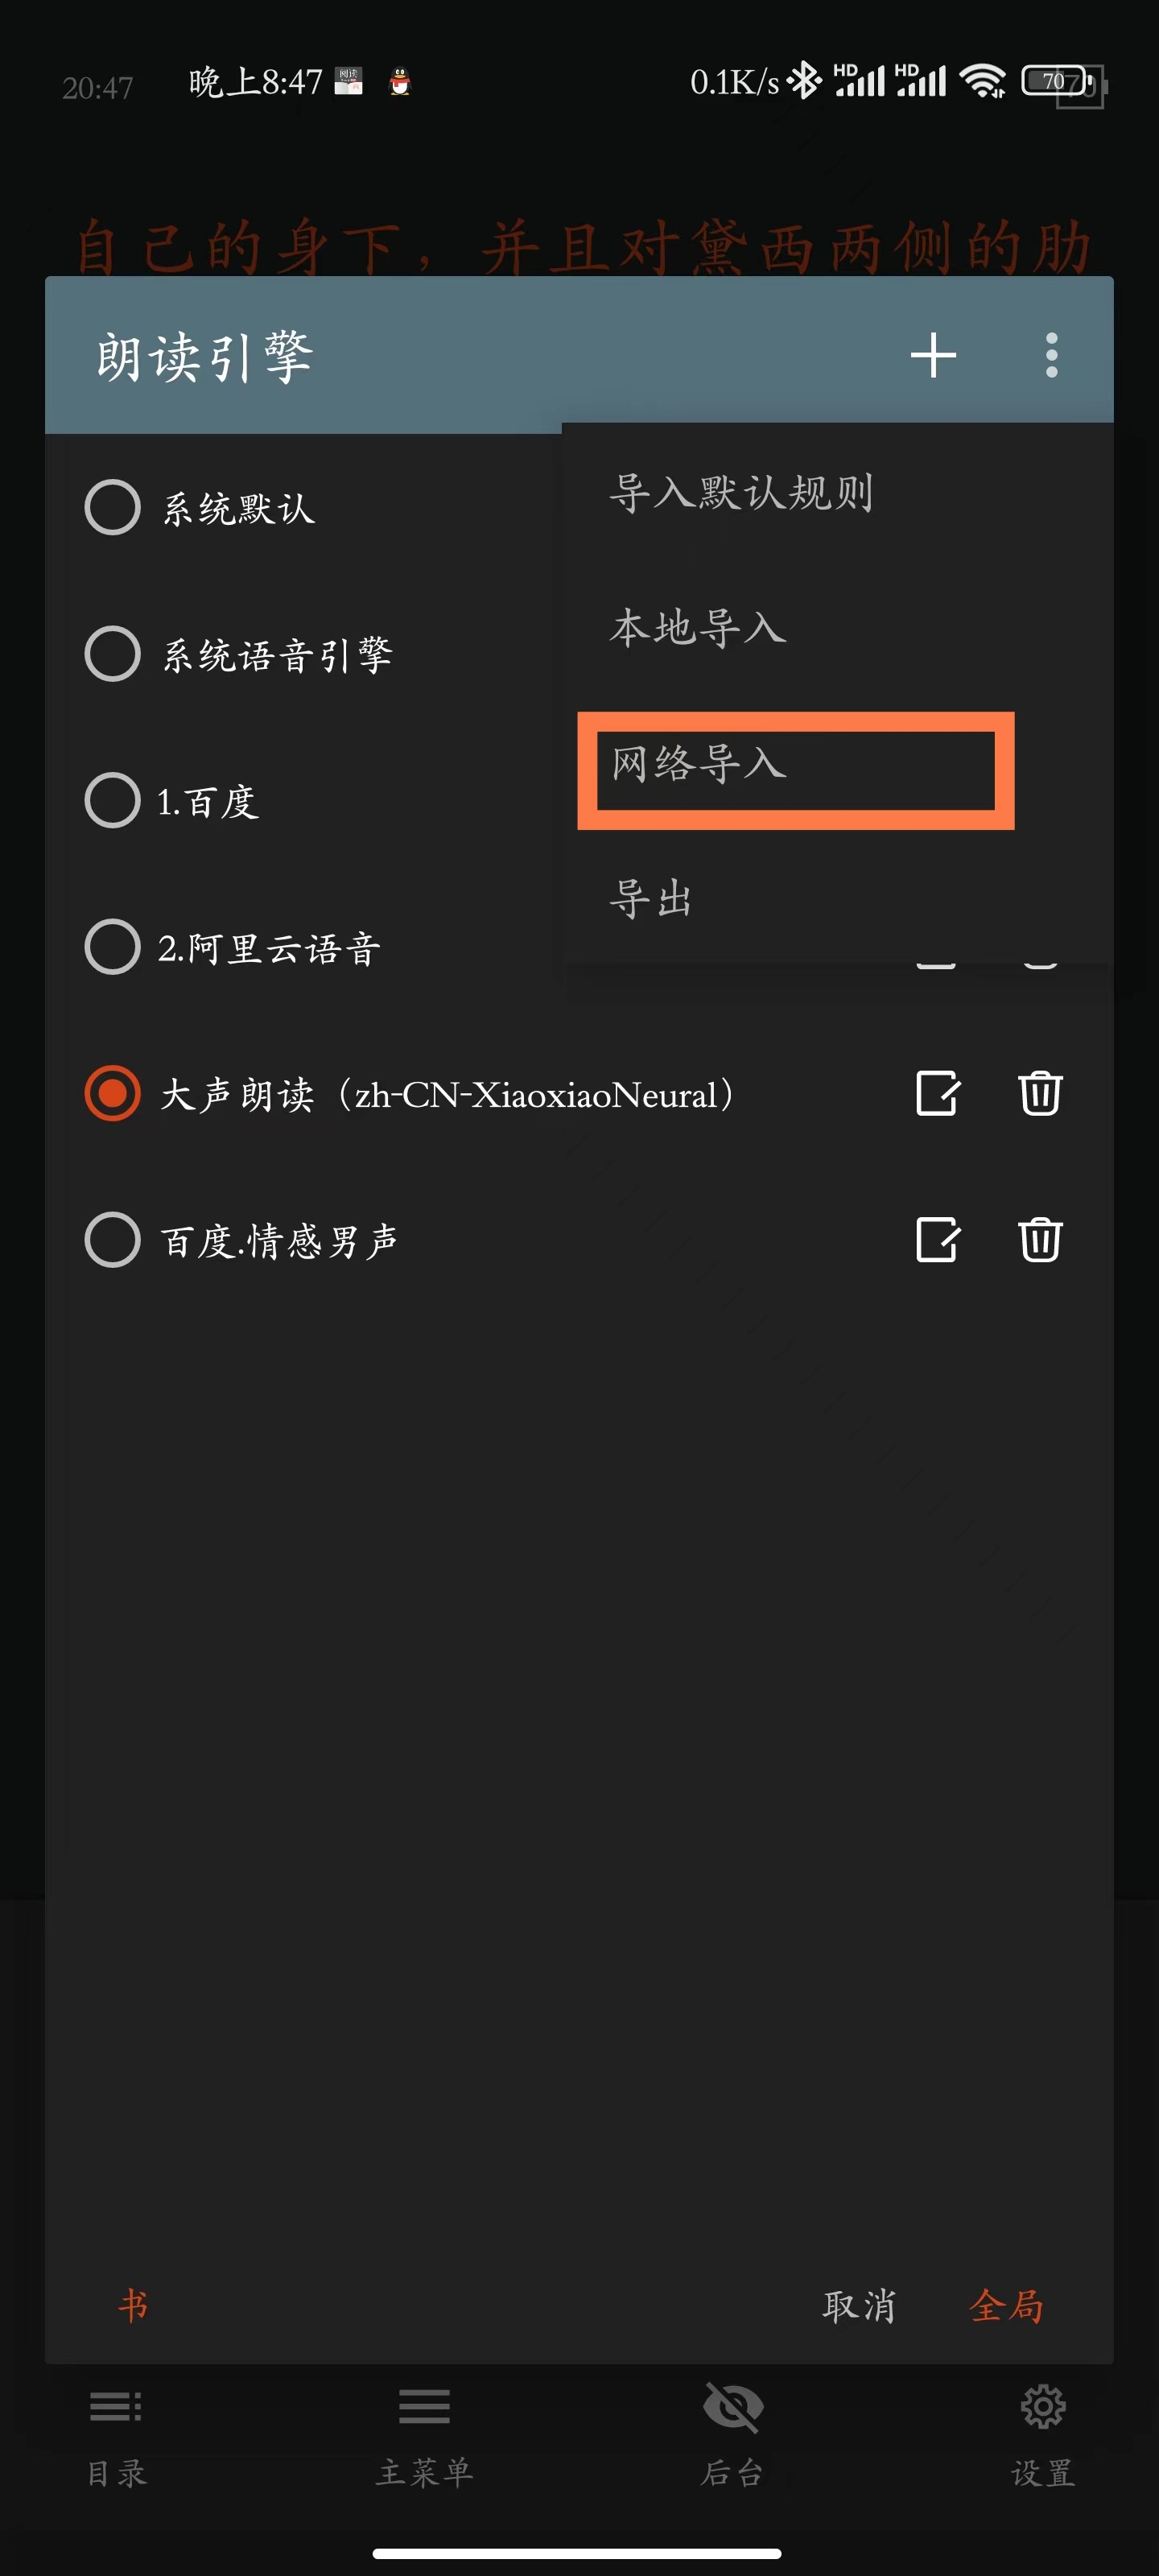 20:47 晚上8:47 0.1K/s HD HD 70
自己的身下，并且对黛西两侧的肋
朗读引擎
导入默认规则
系统默认
本地导入
系统语音引擎
网络导入
1.百度
导出
2.阿里云语音
大声朗读（zh-CN-XiaoxiaoNeural）
百度.情感男声
书 取消 全局
目录 主菜单 后台 设置